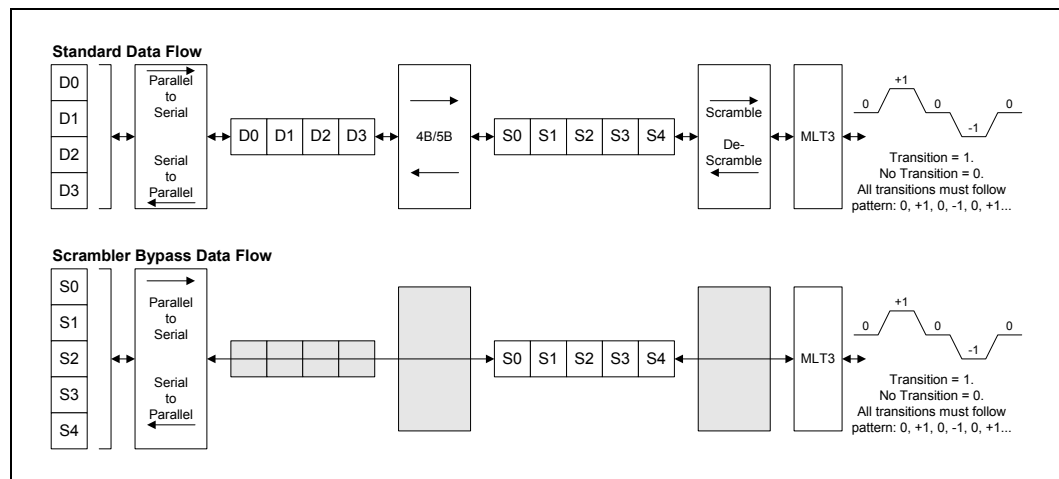 Standard Data Flow
D0
D1
D2
D3
Parallel
to
Serial
Serial
to
Parallel
D0 D1 D2 D3
4B/5B
S0 S1 S2 S3 S4
Scramble
De-
Scramble
MLT3
0 +1 0 -1 0
Transition = 1.
No Transition = 0.
All transitions must follow
pattern: 0, +1, 0, -1, 0, +1...
Scrambler Bypass Data Flow
S0
S1
S2
S3
S4
Parallel
to
Serial
Serial
to
Parallel
S0 S1 S2 S3 S4
MLT3
0 +1 0 -1 0
Transition = 1.
No Transition = 0.
All transitions must follow
pattern: 0, +1, 0, -1, 0, +1...